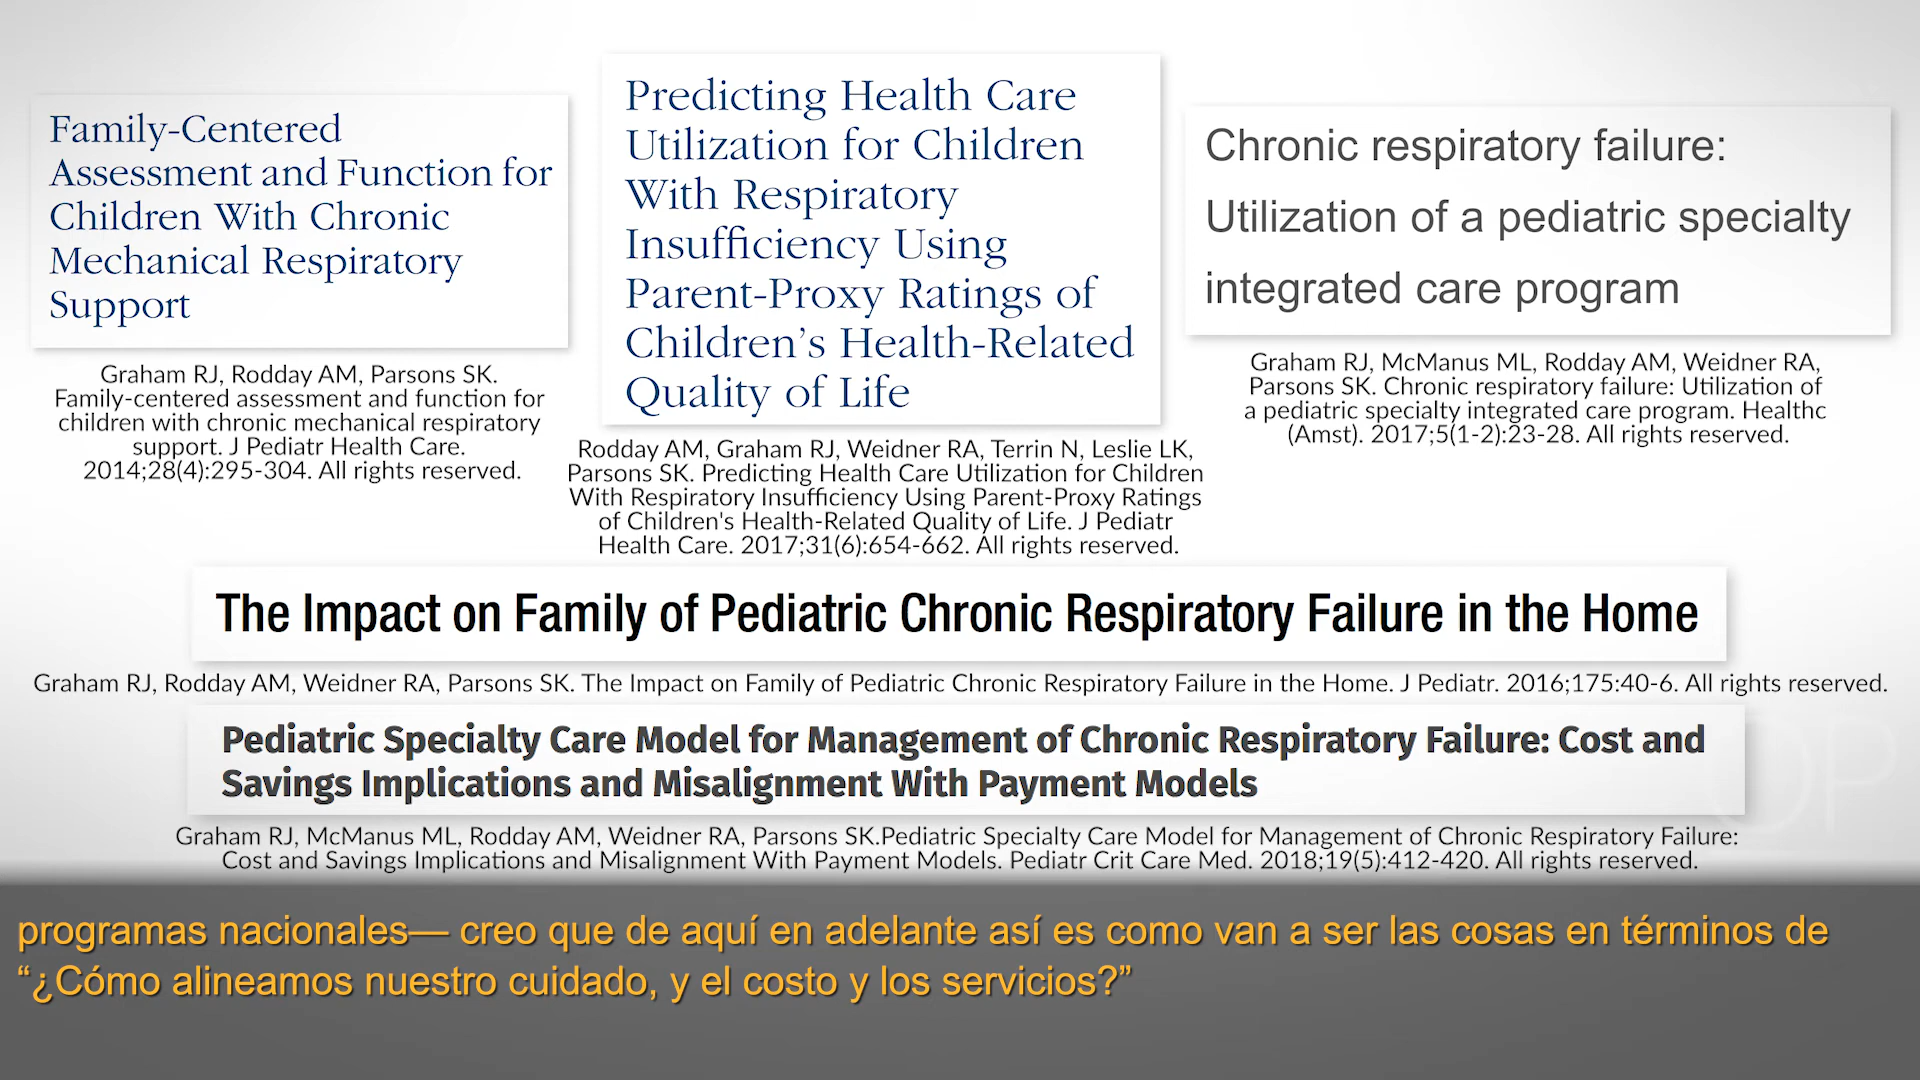 Family-Centered
Assessment and Function for
Children With Chronic
Mechanical Respiratory
Support
Graham RJ, Rodday AM, Parsons SK.
Family-centered assessment and function for
children with chronic mechanical respiratory
support. J Pediatr Health Care.
2014;28(4):295-304. All rights reserved.
Predicting Health Care
Utilization for Children
With Respiratory
Insufficiency Using
Parent-Proxy Ratings of
Children’s Health-Related
Quality of Life
Rodday AM, Graham RJ, Weidner RA, Terrin N, Leslie LK,
Parsons SK. Predicting Health Care Utilization for Children
With Respiratory Insufficiency Using Parent-Proxy Ratings
of Children's Health-Related Quality of Life. J Pediatr
Health Care. 2017;31(6):654-662. All rights reserved.
Chronic respiratory failure:
Utilization of a pediatric specialty
integrated care program
Graham RJ, McManus ML, Rodday AM, Weidner RA,
Parsons SK. Chronic respiratory failure: Utilization of
a pediatric specialty integrated care program. Healthc
(Amst). 2017;5(1-2):23-28. All rights reserved.
The Impact on Family of Pediatric Chronic Respiratory Failure in the Home
Graham RJ, Rodday AM, Weidner RA, Parsons SK. The Impact on Family of Pediatric Chronic Respiratory Failure in the Home. J Pediatr. 2016;175:40-6. All rights reserved.
Pediatric Specialty Care Model for Management of Chronic Respiratory Failure: Cost and
Savings Implications and Misalignment With Payment Models
Graham RJ, McManus ML, Rodday AM, Weidner RA, Parsons SK.Pediatric Specialty Care Model for Management of Chronic Respiratory Failure:
Cost and Savings Implications and Misalignment With Payment Models. Pediatr Crit Care Med. 2018;19(5):412-420. All rights reserved.
OP
programas nacionales— creo que de aquí en adelante así es como van a ser las cosas en términos de
“¿Cómo alineamos nuestro cuidado, y el costo y los servicios?”